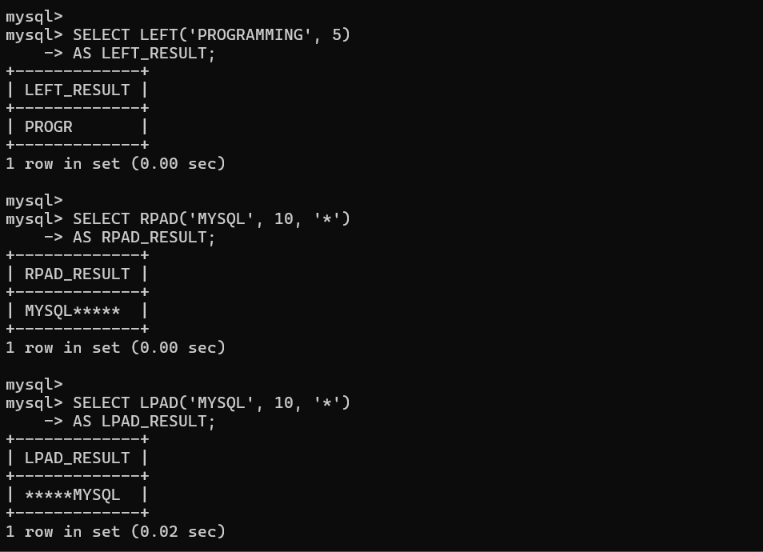 mysql>
mysql> SELECT LEFT('PROGRAMMING', 5)
    -> AS LEFT_RESULT;
+-------------+
| LEFT_RESULT |
+-------------+
| PROGR       |
+-------------+
1 row in set (0.00 sec)

mysql>
mysql> SELECT RPAD('MYSQL', 10, '*')
    -> AS RPAD_RESULT;
+-------------+
| RPAD_RESULT |
+-------------+
| MYSQL*****  |
+-------------+
1 row in set (0.00 sec)

mysql>
mysql> SELECT LPAD('MYSQL', 10, '*')
    -> AS LPAD_RESULT;
+-------------+
| LPAD_RESULT |
+-------------+
| *****MYSQL  |
+-------------+
1 row in set (0.02 sec)